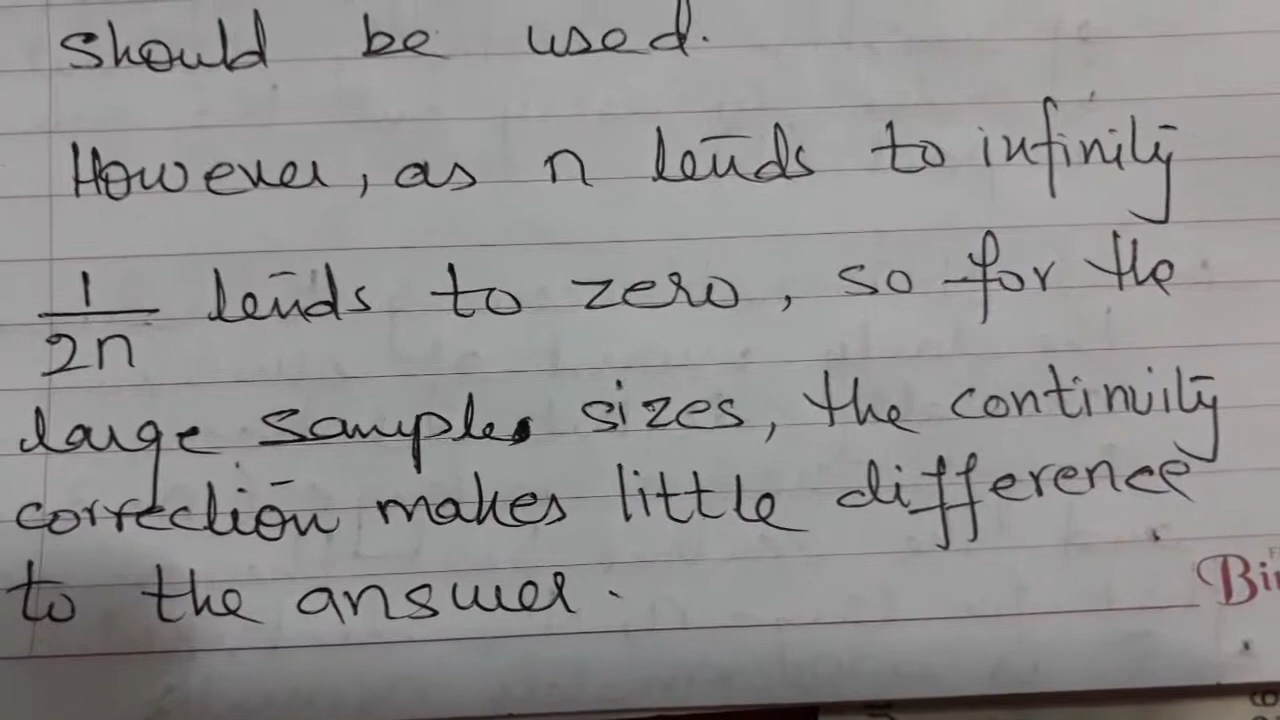 should be used.
However, as n tends to infinity
1/2n tends to zero, so for the
large sample sizes, the continuity
correction makes little difference
to the answer.